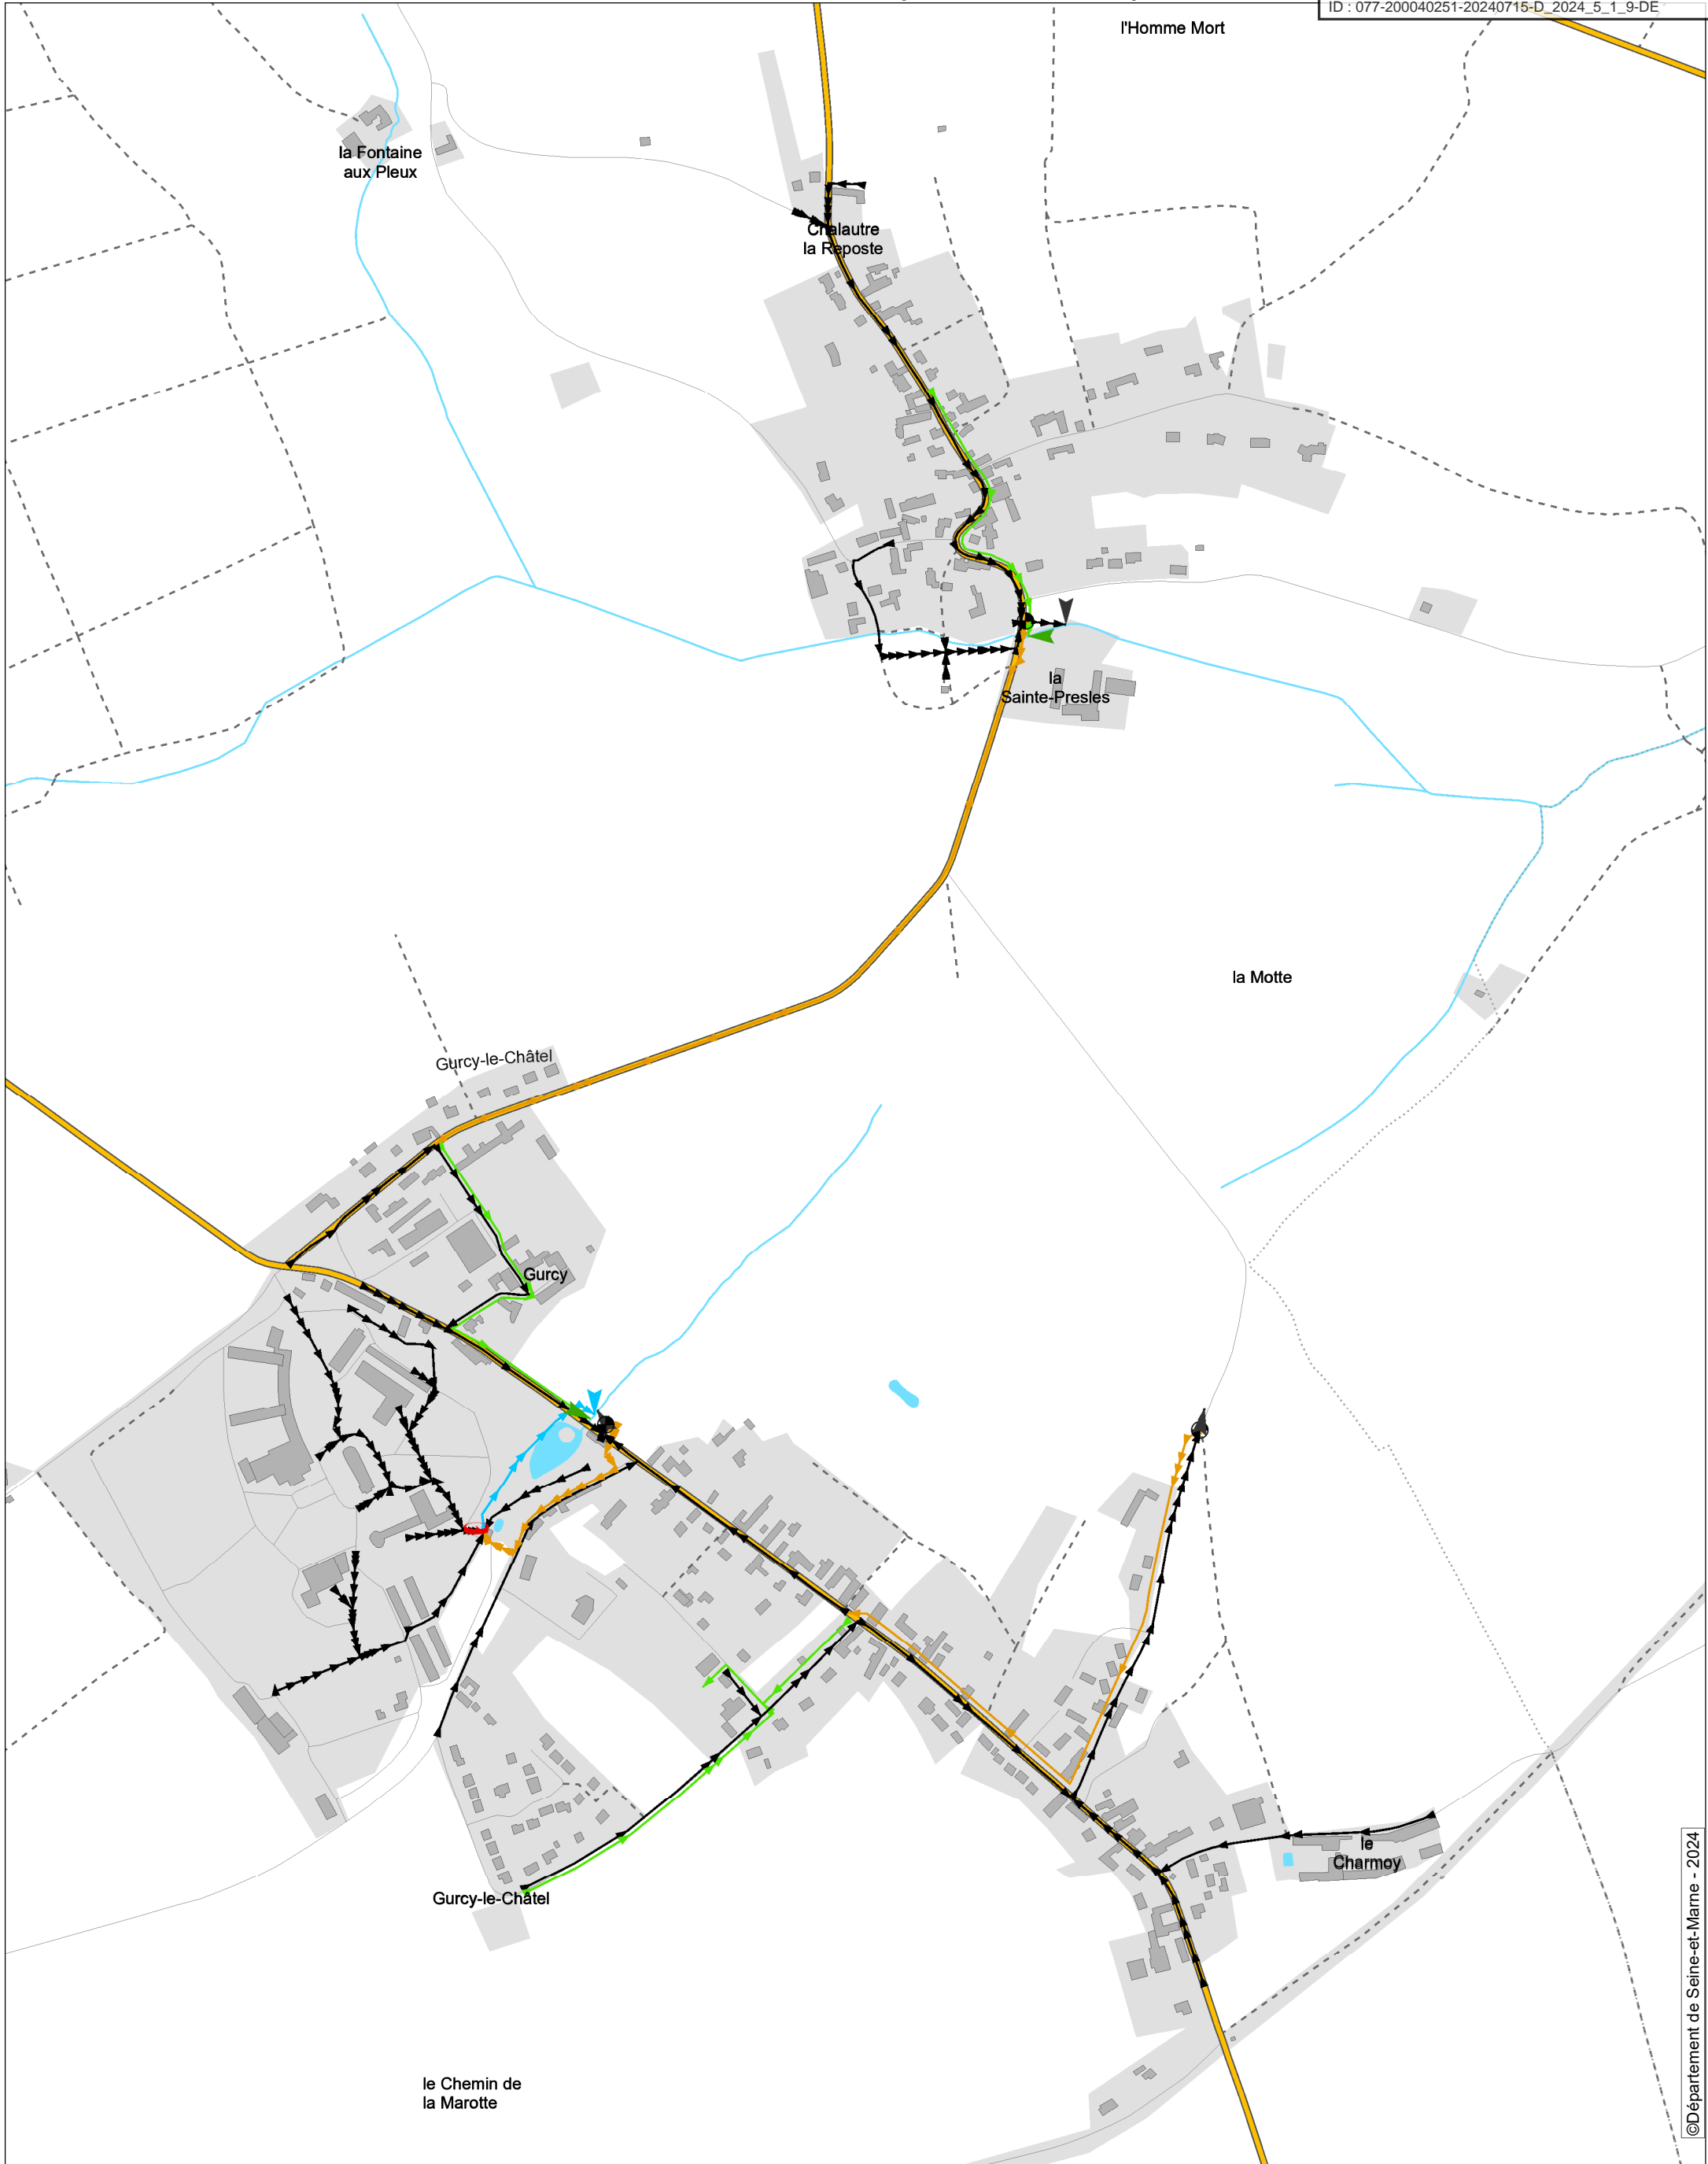 ID : 077-200040251-20240715-D_2024_5_1_9-DE
l'Homme Mort
la Fontaine
aux Pleux
Chalautre
la Reposte
la
Sainte-Presles
la Motte
Gurcy-le-Châtel
Gurcy
le
Charmoy
Gurcy-le-Châtel
le Chemin de
la Marotte
©Département de Seine-et-Marne - 2024